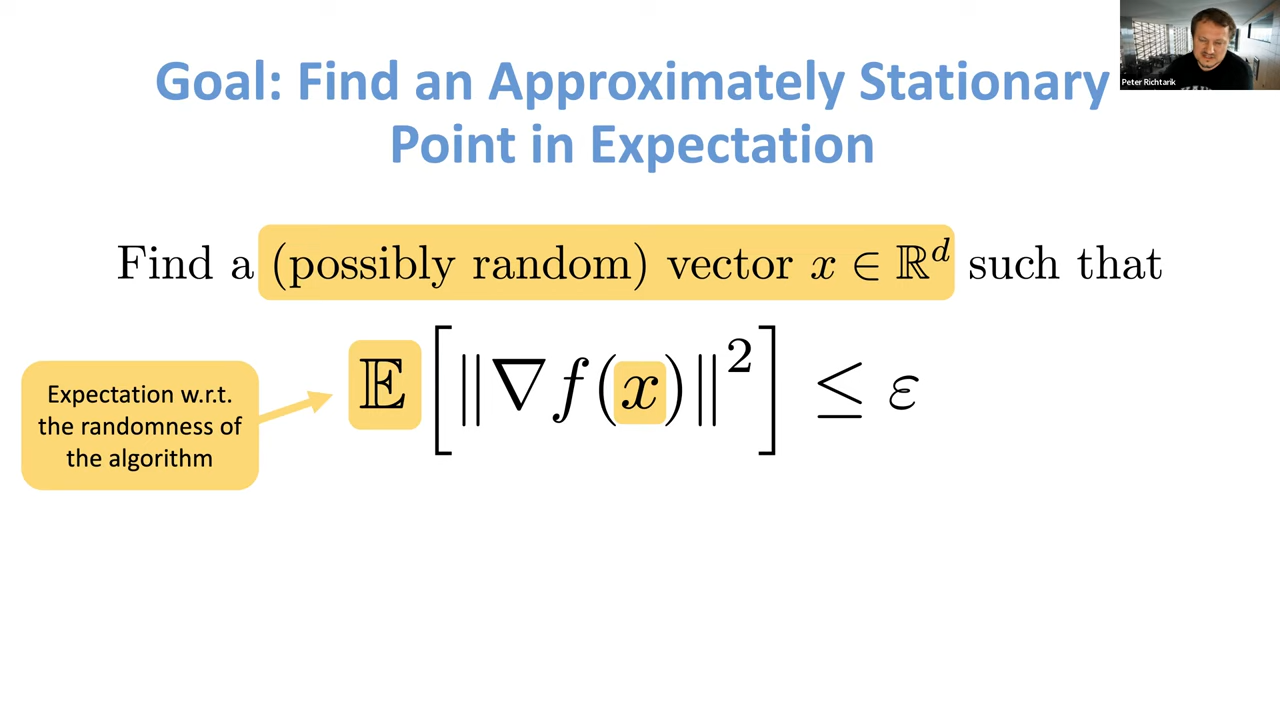 Peter Richtarik
Goal: Find an Approximately Stationary
Point in Expectation
Find a (possibly random) vector x ∈ ℝ^d such that
𝔼[‖∇f(x)‖²] ≤ ε
Expectation w.r.t.
the randomness of
the algorithm